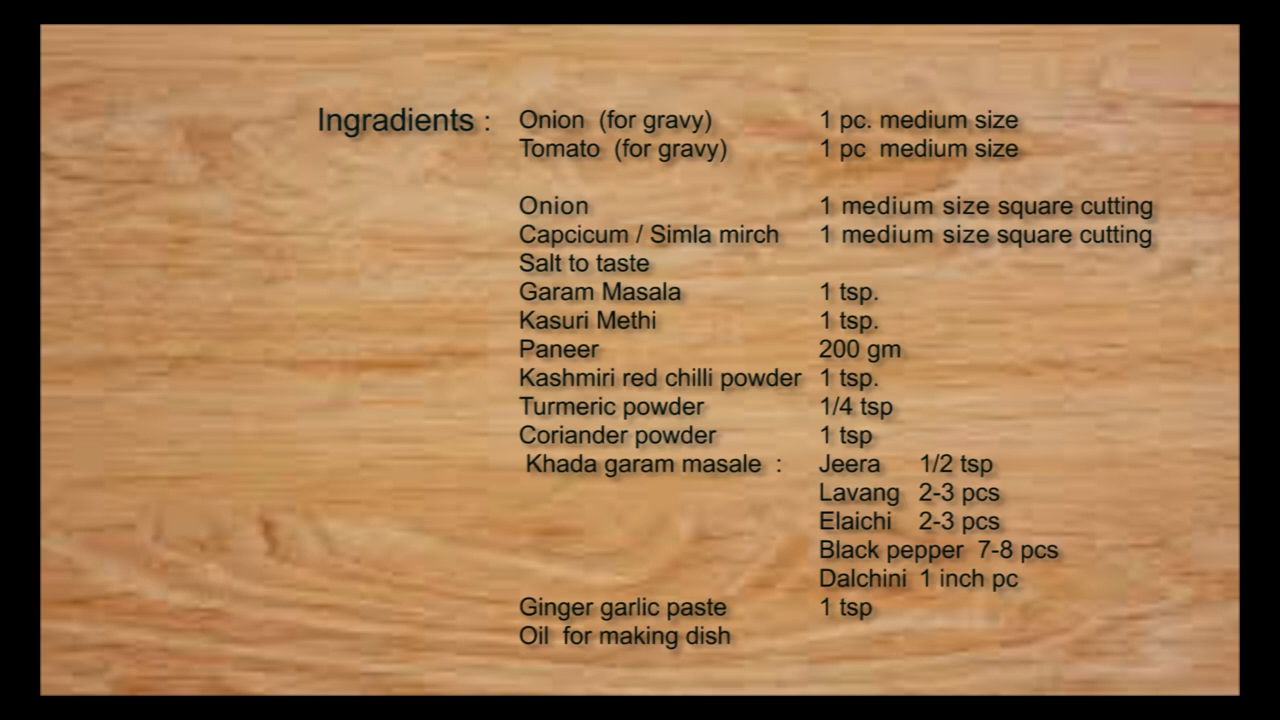 Ingradients : Onion (for gravy) 1 pc. medium size
Tomato (for gravy) 1 pc medium size
Onion 1 medium size square cutting
Capcicum / Simla mirch 1 medium size square cutting
Salt to taste
Garam Masala 1 tsp.
Kasuri Methi 1 tsp.
Paneer 200 gm
Kashmiri red chilli powder 1 tsp.
Turmeric powder 1/4 tsp
Coriander powder 1 tsp
Khada garam masale : Jeera 1/2 tsp
Lavang 2-3 pcs
Elaichi 2-3 pcs
Black pepper 7-8 pcs
Dalchini 1 inch pc
Ginger garlic paste 1 tsp
Oil for making dish